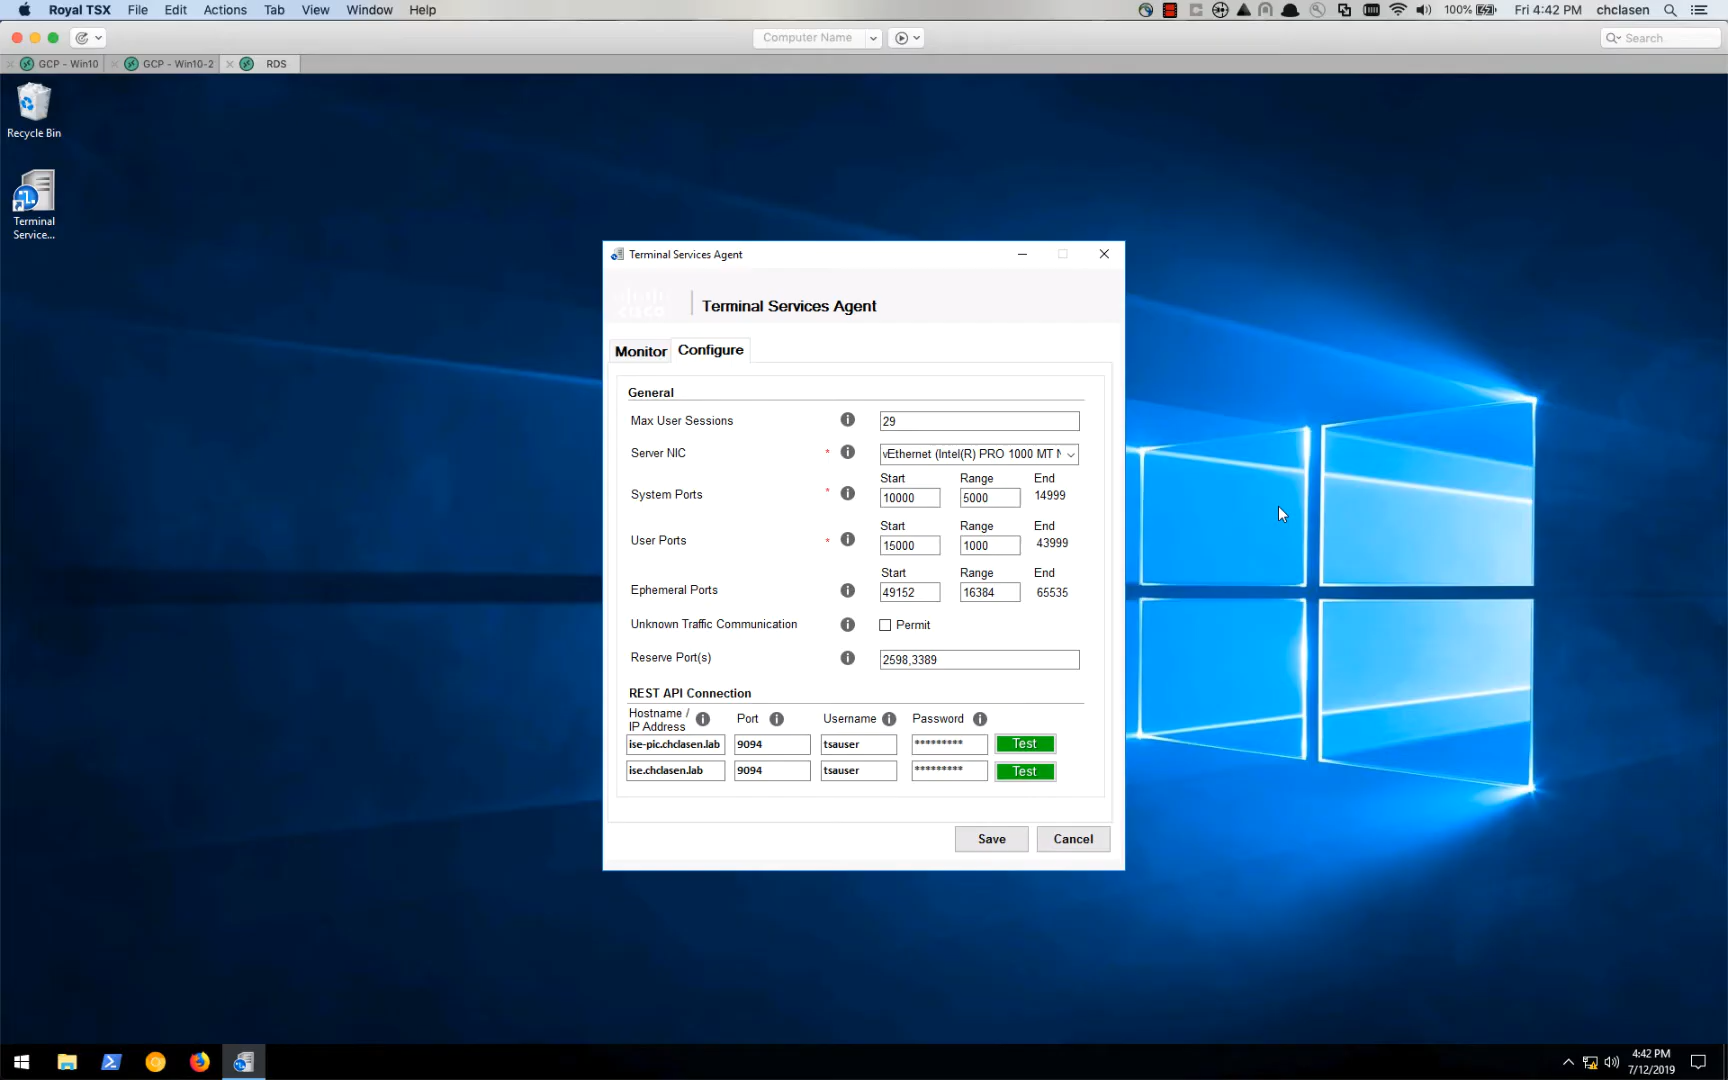 Royal TSX File Edit Actions Tab View Window Help 100% Fri 4:42 PM chclasen
Computer Name Search
GCP - Win10 GCP - Win10-2 RDS
Recycle Bin
Terminal
Service...
Terminal Services Agent
CISCO Terminal Services Agent
Monitor Configure
General
Max User Sessions 29
Server NIC * vEthernet (Intel(R) PRO 1000 MT
Start Range End
System Ports * 10000 5000 14999
Start Range End
User Ports * 15000 1000 43999
Start Range End
Ephemeral Ports 49152 16384 65535
Unknown Traffic Communication Permit
Reserve Port(s) 2598,3389
REST API Connection
Hostname /
IP Address Port Username Password
ise-pic.chclasen.lab 9094 tsauser ********* Test
ise.chclasen.lab 9094 tsauser ********* Test
Save Cancel
4:42 PM
7/12/2019